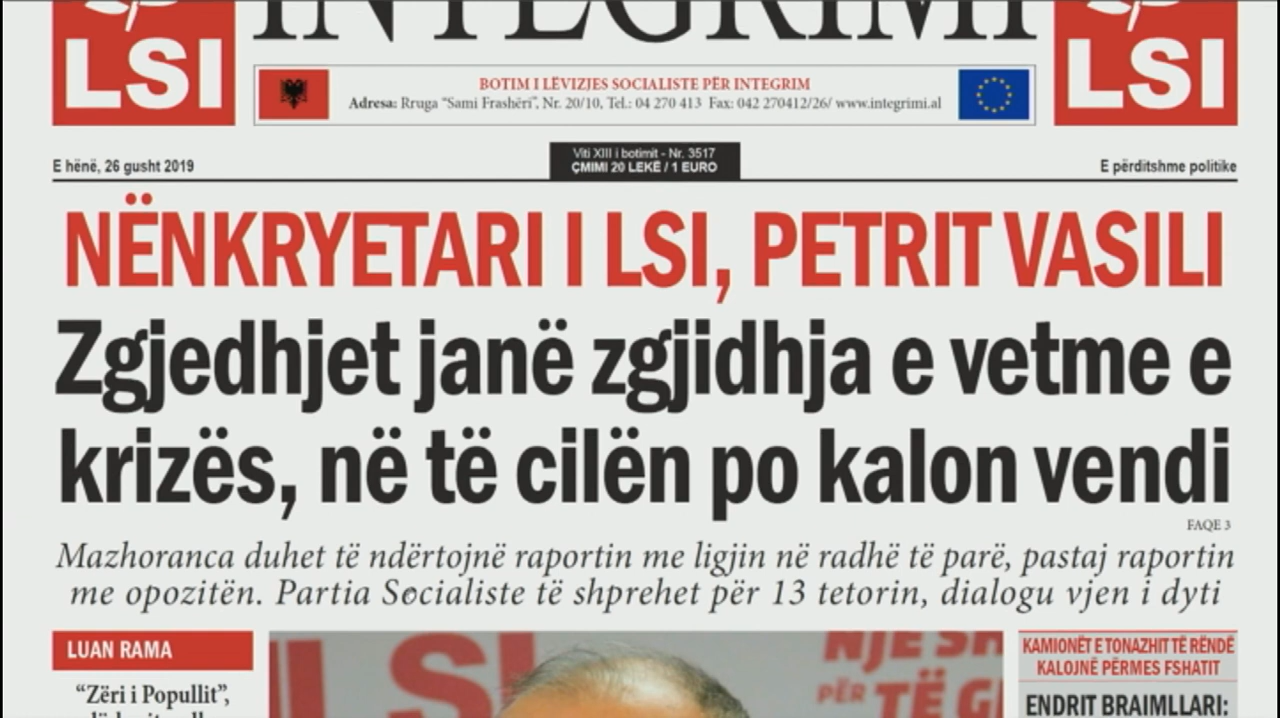 INTEGRIMI
LSI
LSI
BOTIM I LËVIZJES SOCIALISTE PËR INTEGRIM
Adresa: Rruga “Sami Frashëri”, Nr. 20/10, Tel.: 04 270 413 Fax: 042 270412/26/ www.integrimi.al
E hënë, 26 gusht 2019
Viti XIII i botimit - Nr. 3517
ÇMIMI 20 LEKË / 1 EURO
E përditshme politike
NËNKRYETARI I LSI, PETRIT VASILI
Zgjedhjet janë zgjidhja e vetme e
krizës, në të cilën po kalon vendi
FAQE 3
Mazhoranca duhet të ndërtojnë raportin me ligjin në radhë të parë, pastaj raportin
me opozitën. Partia Socialiste të shprehet për 13 tetorin, dialogu vjen i dyti
LUAN RAMA
“Zëri i Popullit”,
LSI
NJE SH
PËR TË GJ
KAMIONËT E TONAZHIT TË RËNDË
KALOJNË PËRMES FSHATIT
ENDRIT BRAIMLLARI: